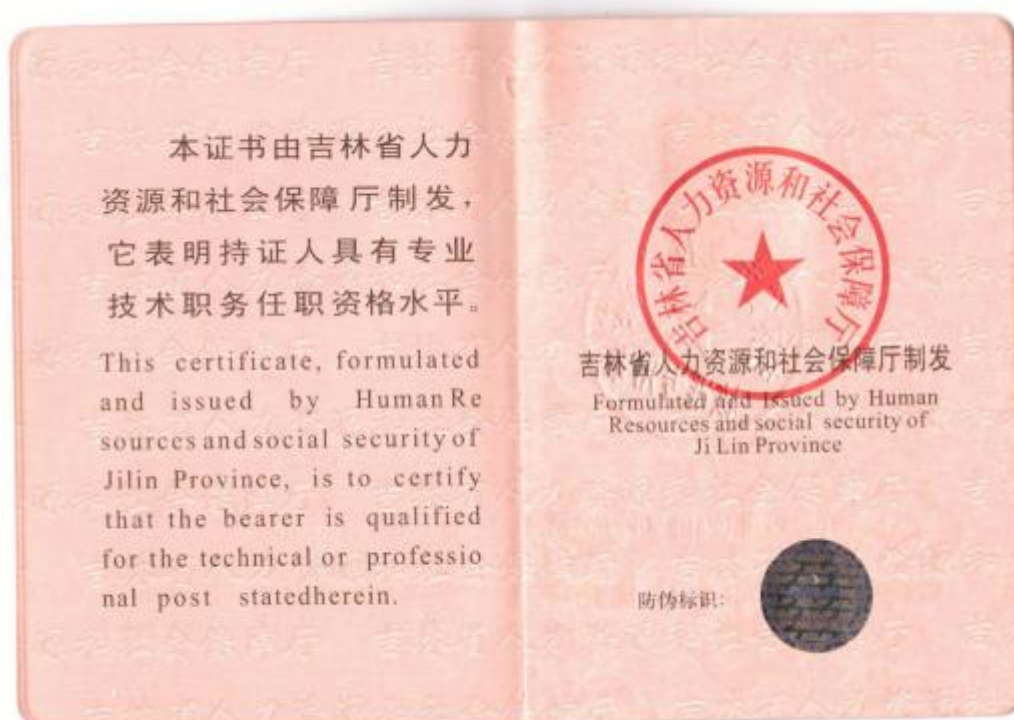 本证书由吉林省人力
资源和社会保障厅制发，
它表明持证人具有专业
技术职务任职资格水平。
This certificate, formulated
and issued by Human Re
sources and social security of
Jilin Province, is to certify
that the bearer is qualified
for the technical or professio
nal post statedherein.
吉林省人力资源和社会保障厅
吉林省人力资源和社会保障厅制发
Formulated and Issued by Human
Resources and social security of
Ji Lin Province
防伪标识: